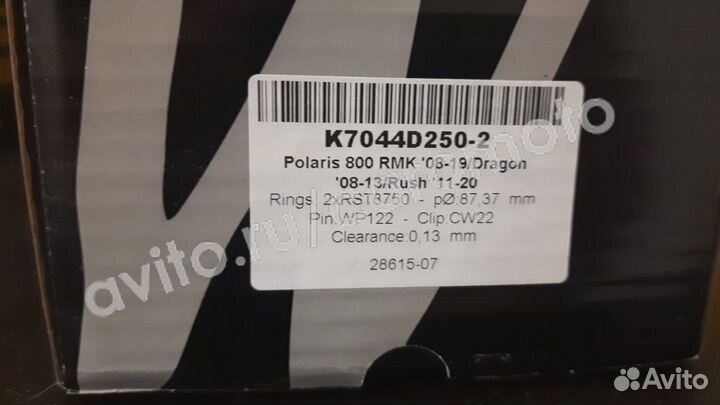 K7044D250-2
Polaris 800 RMK '08-19/Dragon
'08-13/Rush '11-20
Rings: 2xRST8750 - pØ:87,37 mm
Pin:WP122 - Clip:CW22
Clearance:0,13 mm
28615-07
avito.ru
moto
Avito